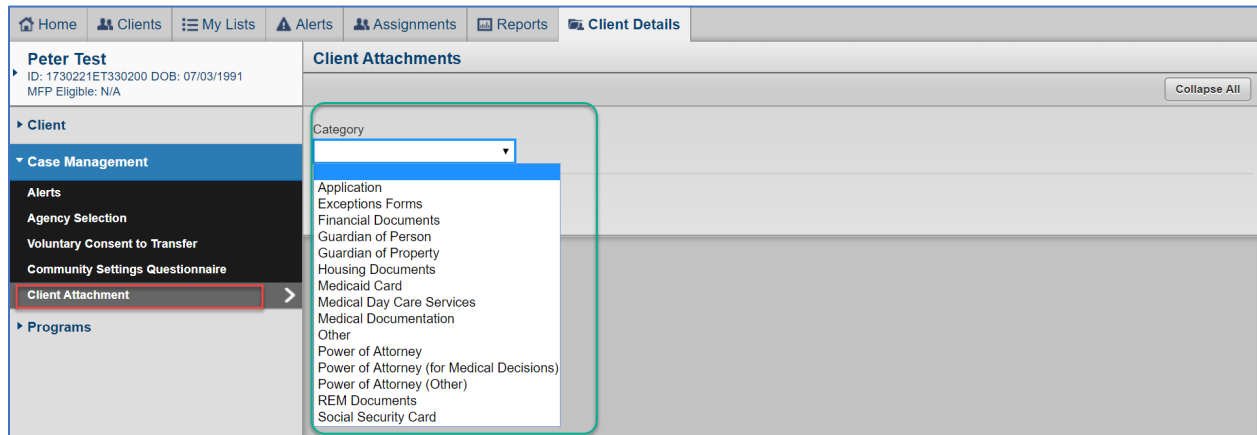 Home Clients My Lists Alerts Assignments Reports Client Details
Peter Test
ID: 1730221ET330200 DOB: 07/03/1991
MFP Eligible: N/A
Client
Case Management
Alerts
Agency Selection
Voluntary Consent to Transfer
Community Settings Questionnaire
Client Attachment
Programs
Client Attachments
Collapse All
Category
Application
Exceptions Forms
Financial Documents
Guardian of Person
Guardian of Property
Housing Documents
Medicaid Card
Medical Day Care Services
Medical Documentation
Other
Power of Attorney
Power of Attorney (for Medical Decisions)
Power of Attorney (Other)
REM Documents
Social Security Card